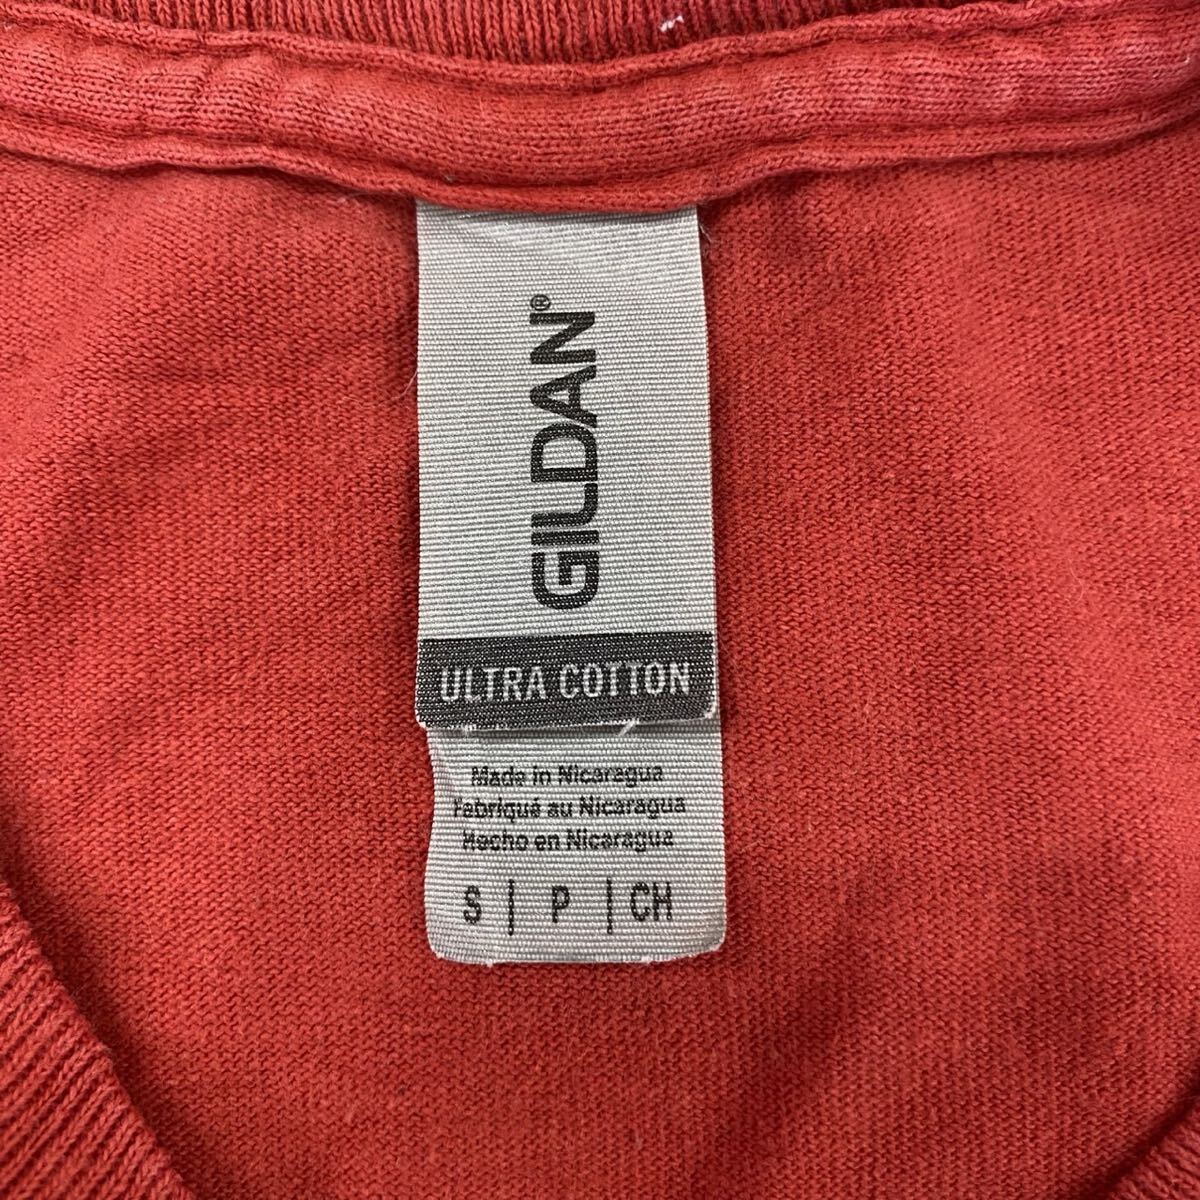 GILDAN®
ULTRA COTTON
Made in Nicaragua
Fabriqué au Nicaragua
Hecho en Nicaragua
S | P | CH